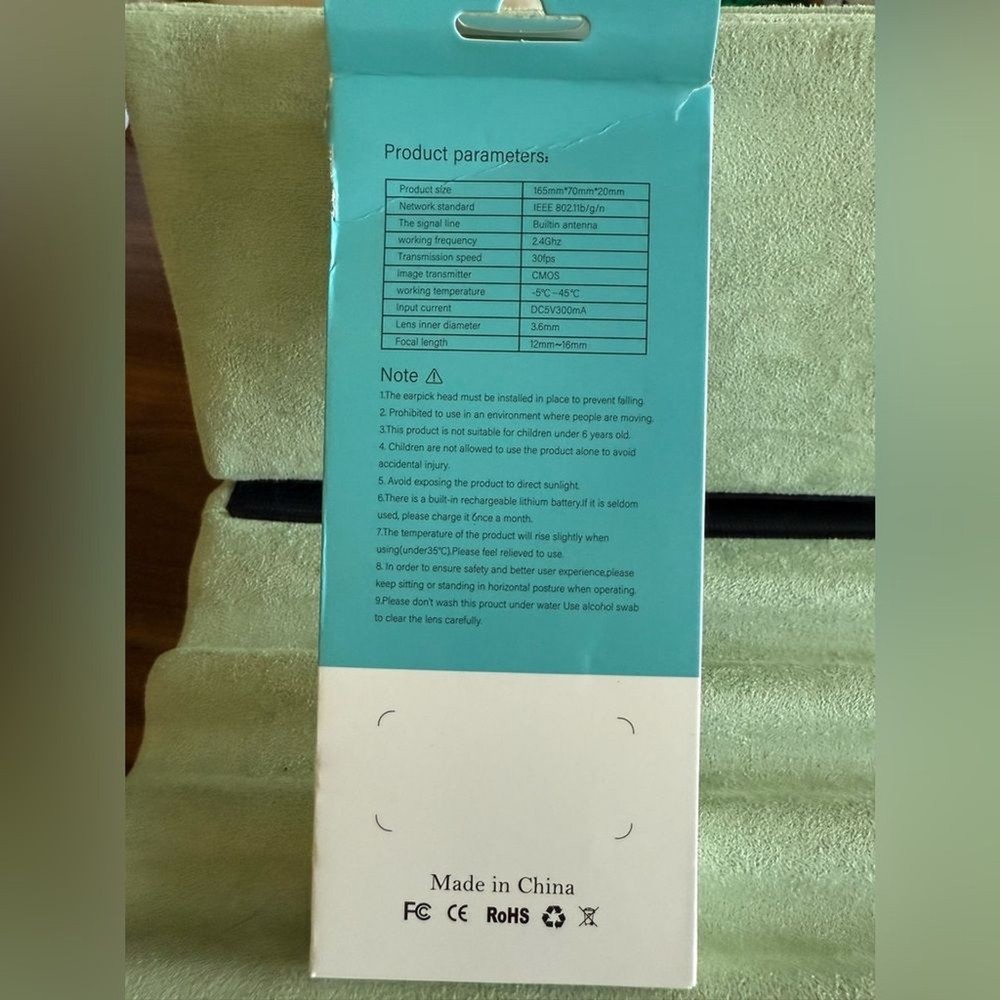 Product parameters:
Product size 165mm*70mm*20mm
Network standard IEEE 802.11b/g/n
The signal line Builtin antenna
working frequency 2.4Ghz
Transmission speed 30fps
Image transmitter CMOS
working temperature -5℃~45℃
Input current DC5V300mA
Lens inner diameter 3.6mm
Focal length 12mm~16mm
Note ⚠
1.The earpick head must be installed in place to prevent falling.
2. Prohibited to use in an environment where people are moving.
3.This product is not suitable for children under 6 years old.
4. Children are not allowed to use the product alone to avoid
accidental injury.
5. Avoid exposing the product to direct sunlight.
6.There is a built-in rechargeable lithium battery.If it is seldom
used, please charge it 6nce a month.
7.The temperature of the product will rise slightly when
using(under35℃).Please feel relieved to use.
8. In order to ensure safety and better user experience,please
keep sitting or standing in horizontal posture when operating.
9.Please don't wash this prouct under water Use alcohol swab
to clear the lens carefully.
Made in China
FC CE RoHS